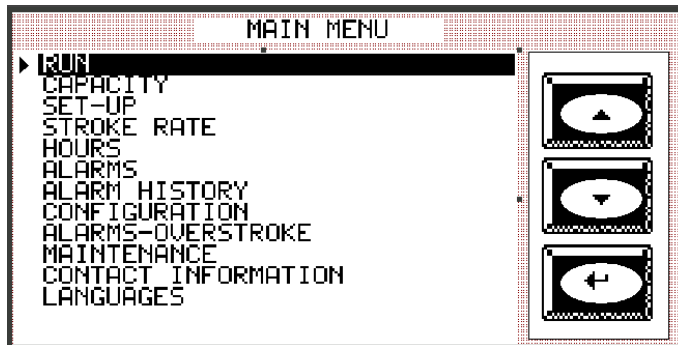 MAIN MENU
RUN
CAPACITY
SET-UP
STROKE RATE
HOURS
ALARMS
ALARM HISTORY
CONFIGURATION
ALARMS-OVERSTROKE
MAINTENANCE
CONTACT INFORMATION
LANGUAGES